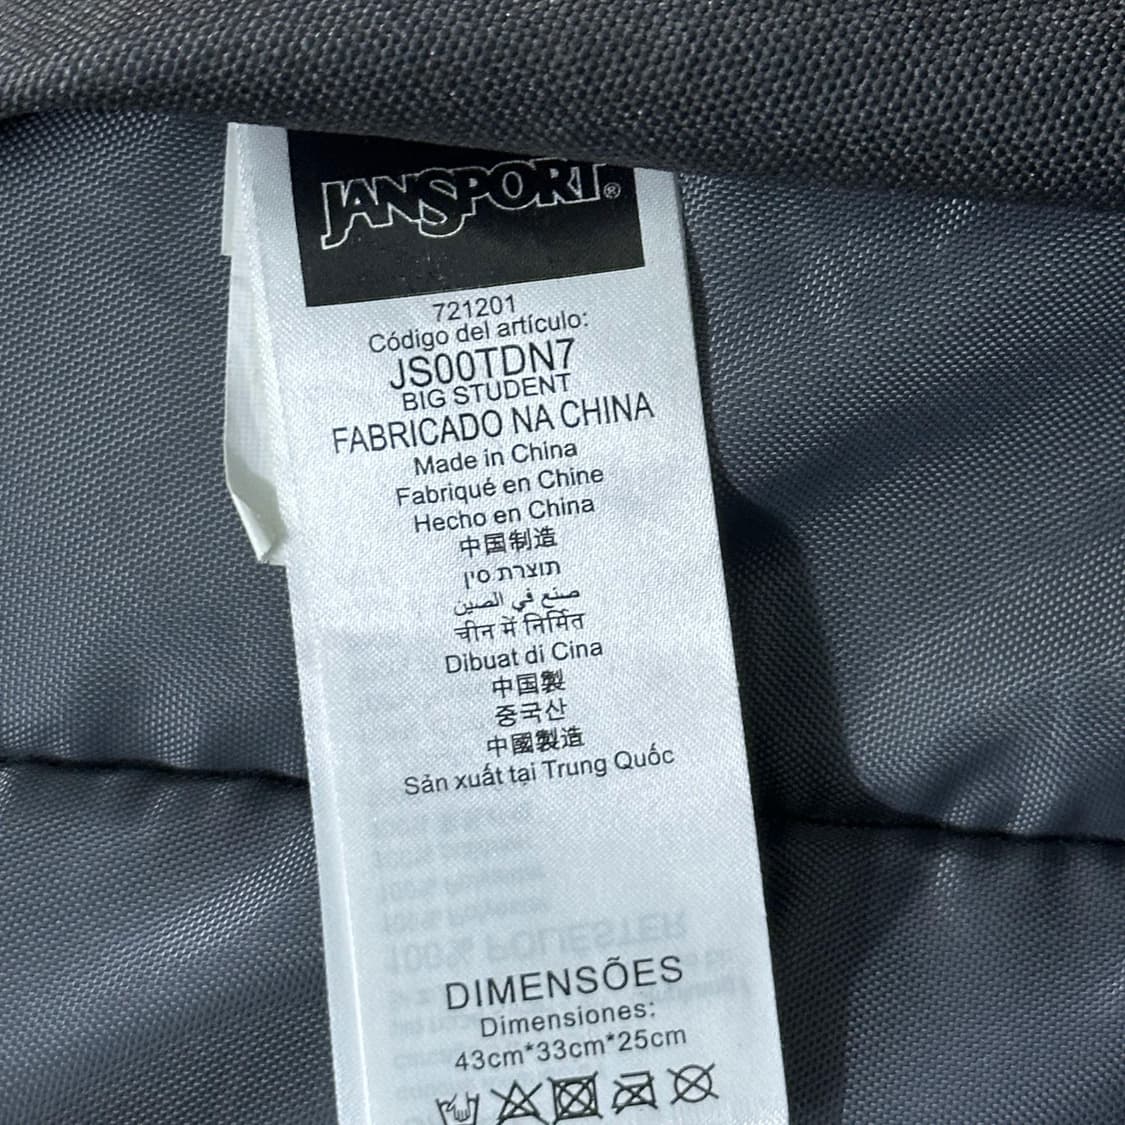 JANSPORT®
721201
Código del artículo:
JS00TDN7
BIG STUDENT
FABRICADO NA CHINA
Made in China
Fabriqué en Chine
Hecho en China
中国制造
תוצרת סין
صنع في الصين
चीन में निर्मित
Dibuat di Cina
中国製
중국산
中國製造
Sản xuất tại Trung Quốc
100% POLIESTER
DIMENSÕES
Dimensiones:
43cm*33cm*25cm